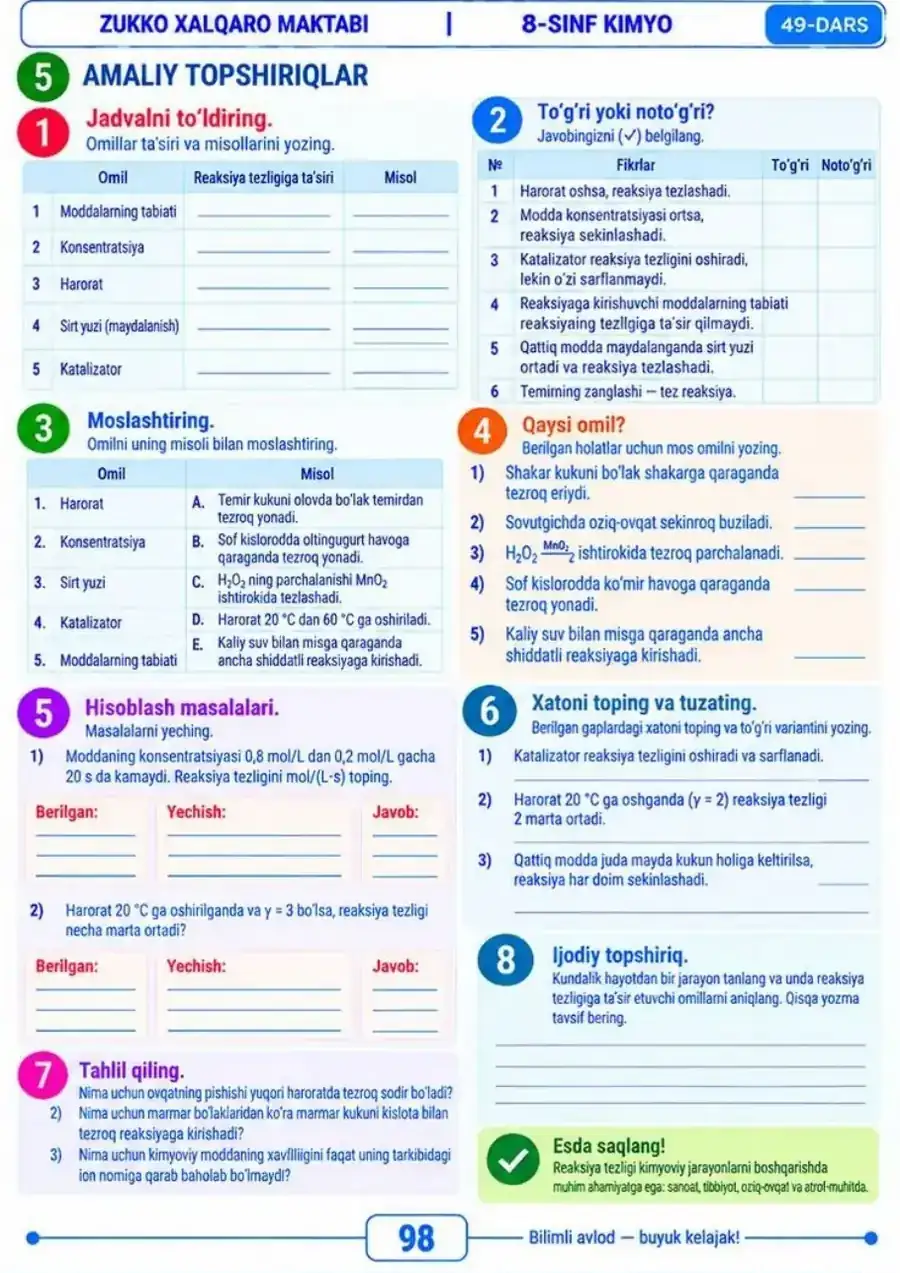 ZUKKO XALQARO MAKTABI | 8-SINF KIMYO 49-DARS
5 AMALIY TOPSHIRIQLAR
1 Jadvalni to'ldiring.
Omillar ta'siri va misollarini yozing.
Omil Reaksiya tezligiga ta'siri Misol
1 Moddalarning tabiati
2 Konsentratsiya
3 Harorat
4 Sirt yuzi (maydalanish)
5 Katalizator
2 To'g'ri yoki noto'g'ri?
Javobingizni (✓) belgilang.
№ Fikrlar To'g'ri Noto'g'ri
1 Harorat oshsa, reaksiya tezlashadi.
2 Modda konsentratsiyasi ortsa,
reaksiya sekinlashadi.
3 Katalizator reaksiya tezligini oshiradi,
lekin o'zi sarflanmaydi.
4 Reaksiyaga kirishuvchi moddalarning tabiati
reaksiyaing tezlIgiga ta'sir qilmaydi.
5 Qattiq modda maydalanganda sirt yuzi
ortadi va reaksiya tezlashadi.
6 Temirning zanglashi — tez reaksiya.
3 Moslashtiring.
Omilni uning misoli bilan moslashtiring.
Omil Misol
1. Harorat
2. Konsentratsiya
3. Sirt yuzi
4. Katalizator
5. Moddalarning tabiati
A. Temir kukuni olovda bo'lak temirdan
tezroq yonadi.
B. Sof kislorodda oltingugurt havoga
qaraganda tezroq yonadi.
C. H₂O₂ ning parchalanishi MnO₂
ishtirokida tezlashadi.
D. Harorat 20 °C dan 60 °C ga oshiriladi.
E. Kaliy suv bilan misga qaraganda
ancha shiddatli reaksiyaga kirishadi.
4 Qaysi omil?
Berilgan holatlar uchun mos omilni yozing.
1) Shakar kukuni bo'lak shakarga qaraganda
tezroq eriydi.
2) Sovutgichda oziq-ovqat sekinroq buziladi.
3) H₂O₂ MnO₂ 2 ishtirokida tezroq parchalanadi.
4) Sof kislorodda ko'mir havoga qaraganda
tezroq yonadi.
5) Kaliy suv bilan misga qaraganda ancha
shiddatli reaksiyaga kirishadi.
5 Hisoblash masalalari.
Masalalarni yeching.
1) Moddaning konsentratsiyasi 0,8 mol/L dan 0,2 mol/L gacha
20 s da kamaydi. Reaksiya tezligini mol/(L·s) toping.
Berilgan: Yechish: Javob:
2) Harorat 20 °C ga oshirilganda va γ = 3 bo'lsa, reaksiya tezligi
necha marta ortadi?
Berilgan: Yechish: Javob:
6 Xatoni toping va tuzating.
Berilgan gaplardagi xatoni toping va to'g'ri variantini yozing.
1) Katalizator reaksiya tezligini oshiradi va sarflanadi.
2) Harorat 20 °C ga oshganda (γ = 2) reaksiya tezligi
2 marta ortadi.
3) Qattiq modda juda mayda kukun holiga keltirilsa,
reaksiya har doim sekinlashadi.
7 Tahlil qiling.
Nima uchun ovqatning pishishi yuqori haroratda tezroq sodir bo'ladi?
2) Nima uchun marmar bo'laklaridan ko'ra marmar kukuni kislota bilan
tezroq reaksiyaga kirishadi?
3) Nima uchun kimyoviy moddaning xavflIligini faqat uning tarkibidagi
ion nomiga qarab baholab bo'lmaydi?
8 Ijodiy topshiriq.
Kundalik hayotdan bir jarayon tanlang va unda reaksiya
tezligiga ta'sir etuvchi omillarni aniqlang. Qisqa yozma
tavsif bering.
Esda saqlang!
Reaksiya tezligi kimyoviy jarayonlarni boshqarishda
muhim ahamiyatga ega: sanoat, tibbiyot, oziq-ovqat va atrof-muhitda.
98 Bilimli avlod — buyuk kelajak!